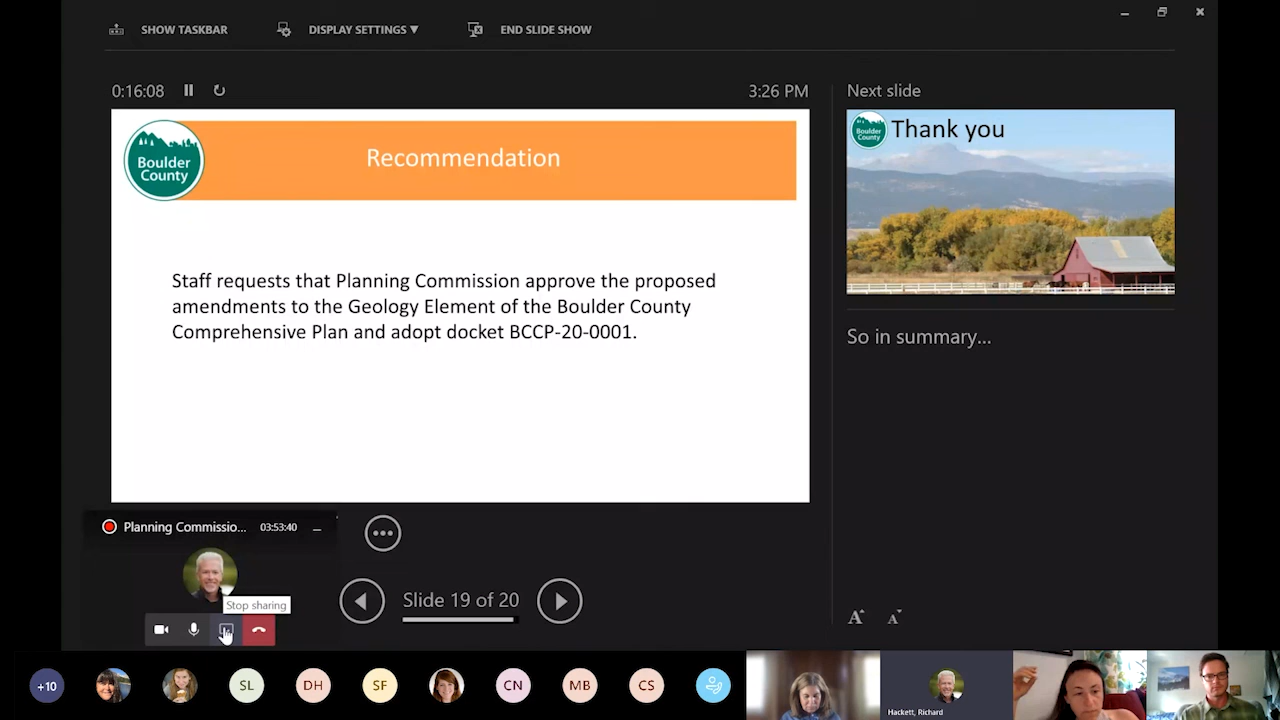 SHOW TASKBAR
DISPLAY SETTINGS ▼
END SLIDE SHOW
0:16:08
3:26 PM
Next slide
Boulder
County
Recommendation
Boulder
County
Thank you
Staff requests that Planning Commission approve the proposed
amendments to the Geology Element of the Boulder County
Comprehensive Plan and adopt docket BCCP-20-0001.
So in summary...
Planning Commissio...
03:53:40
Stop sharing
Slide 19 of 20
A
A
+10
SL
DH
SF
CN
MB
CS
Hackett, Richard